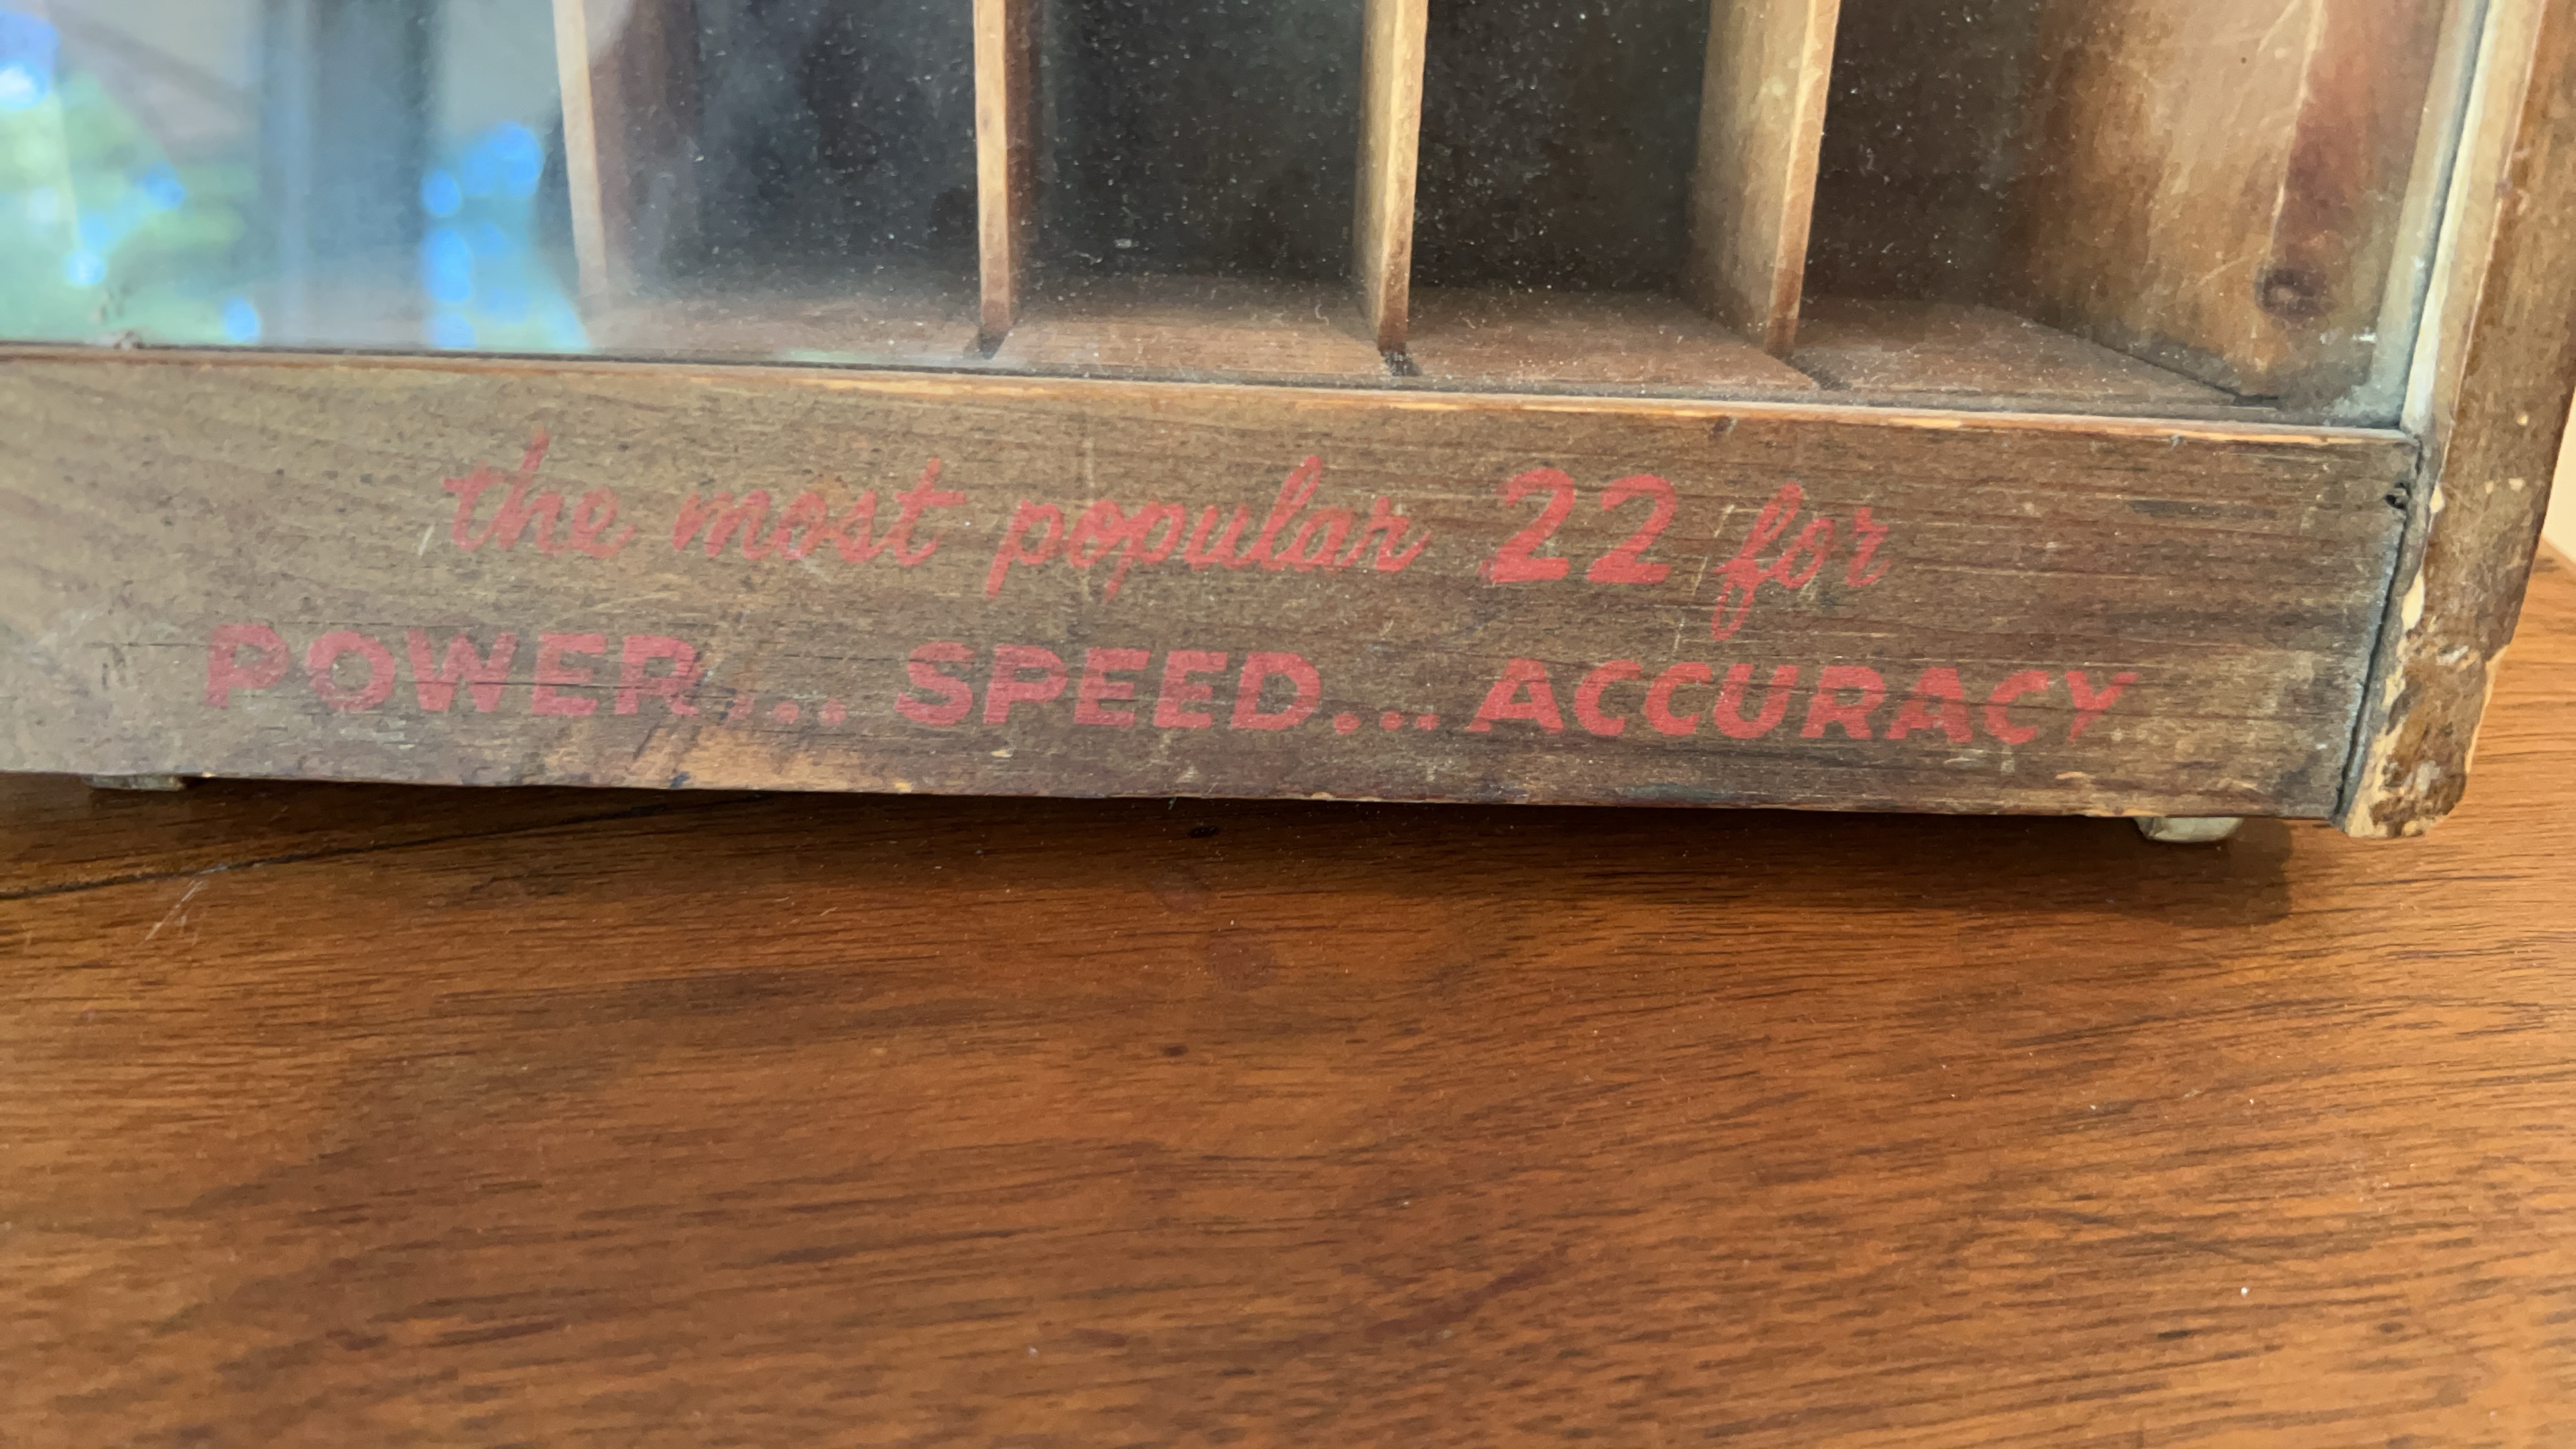 the most popular 22 for
POWER... SPEED... ACCURACY